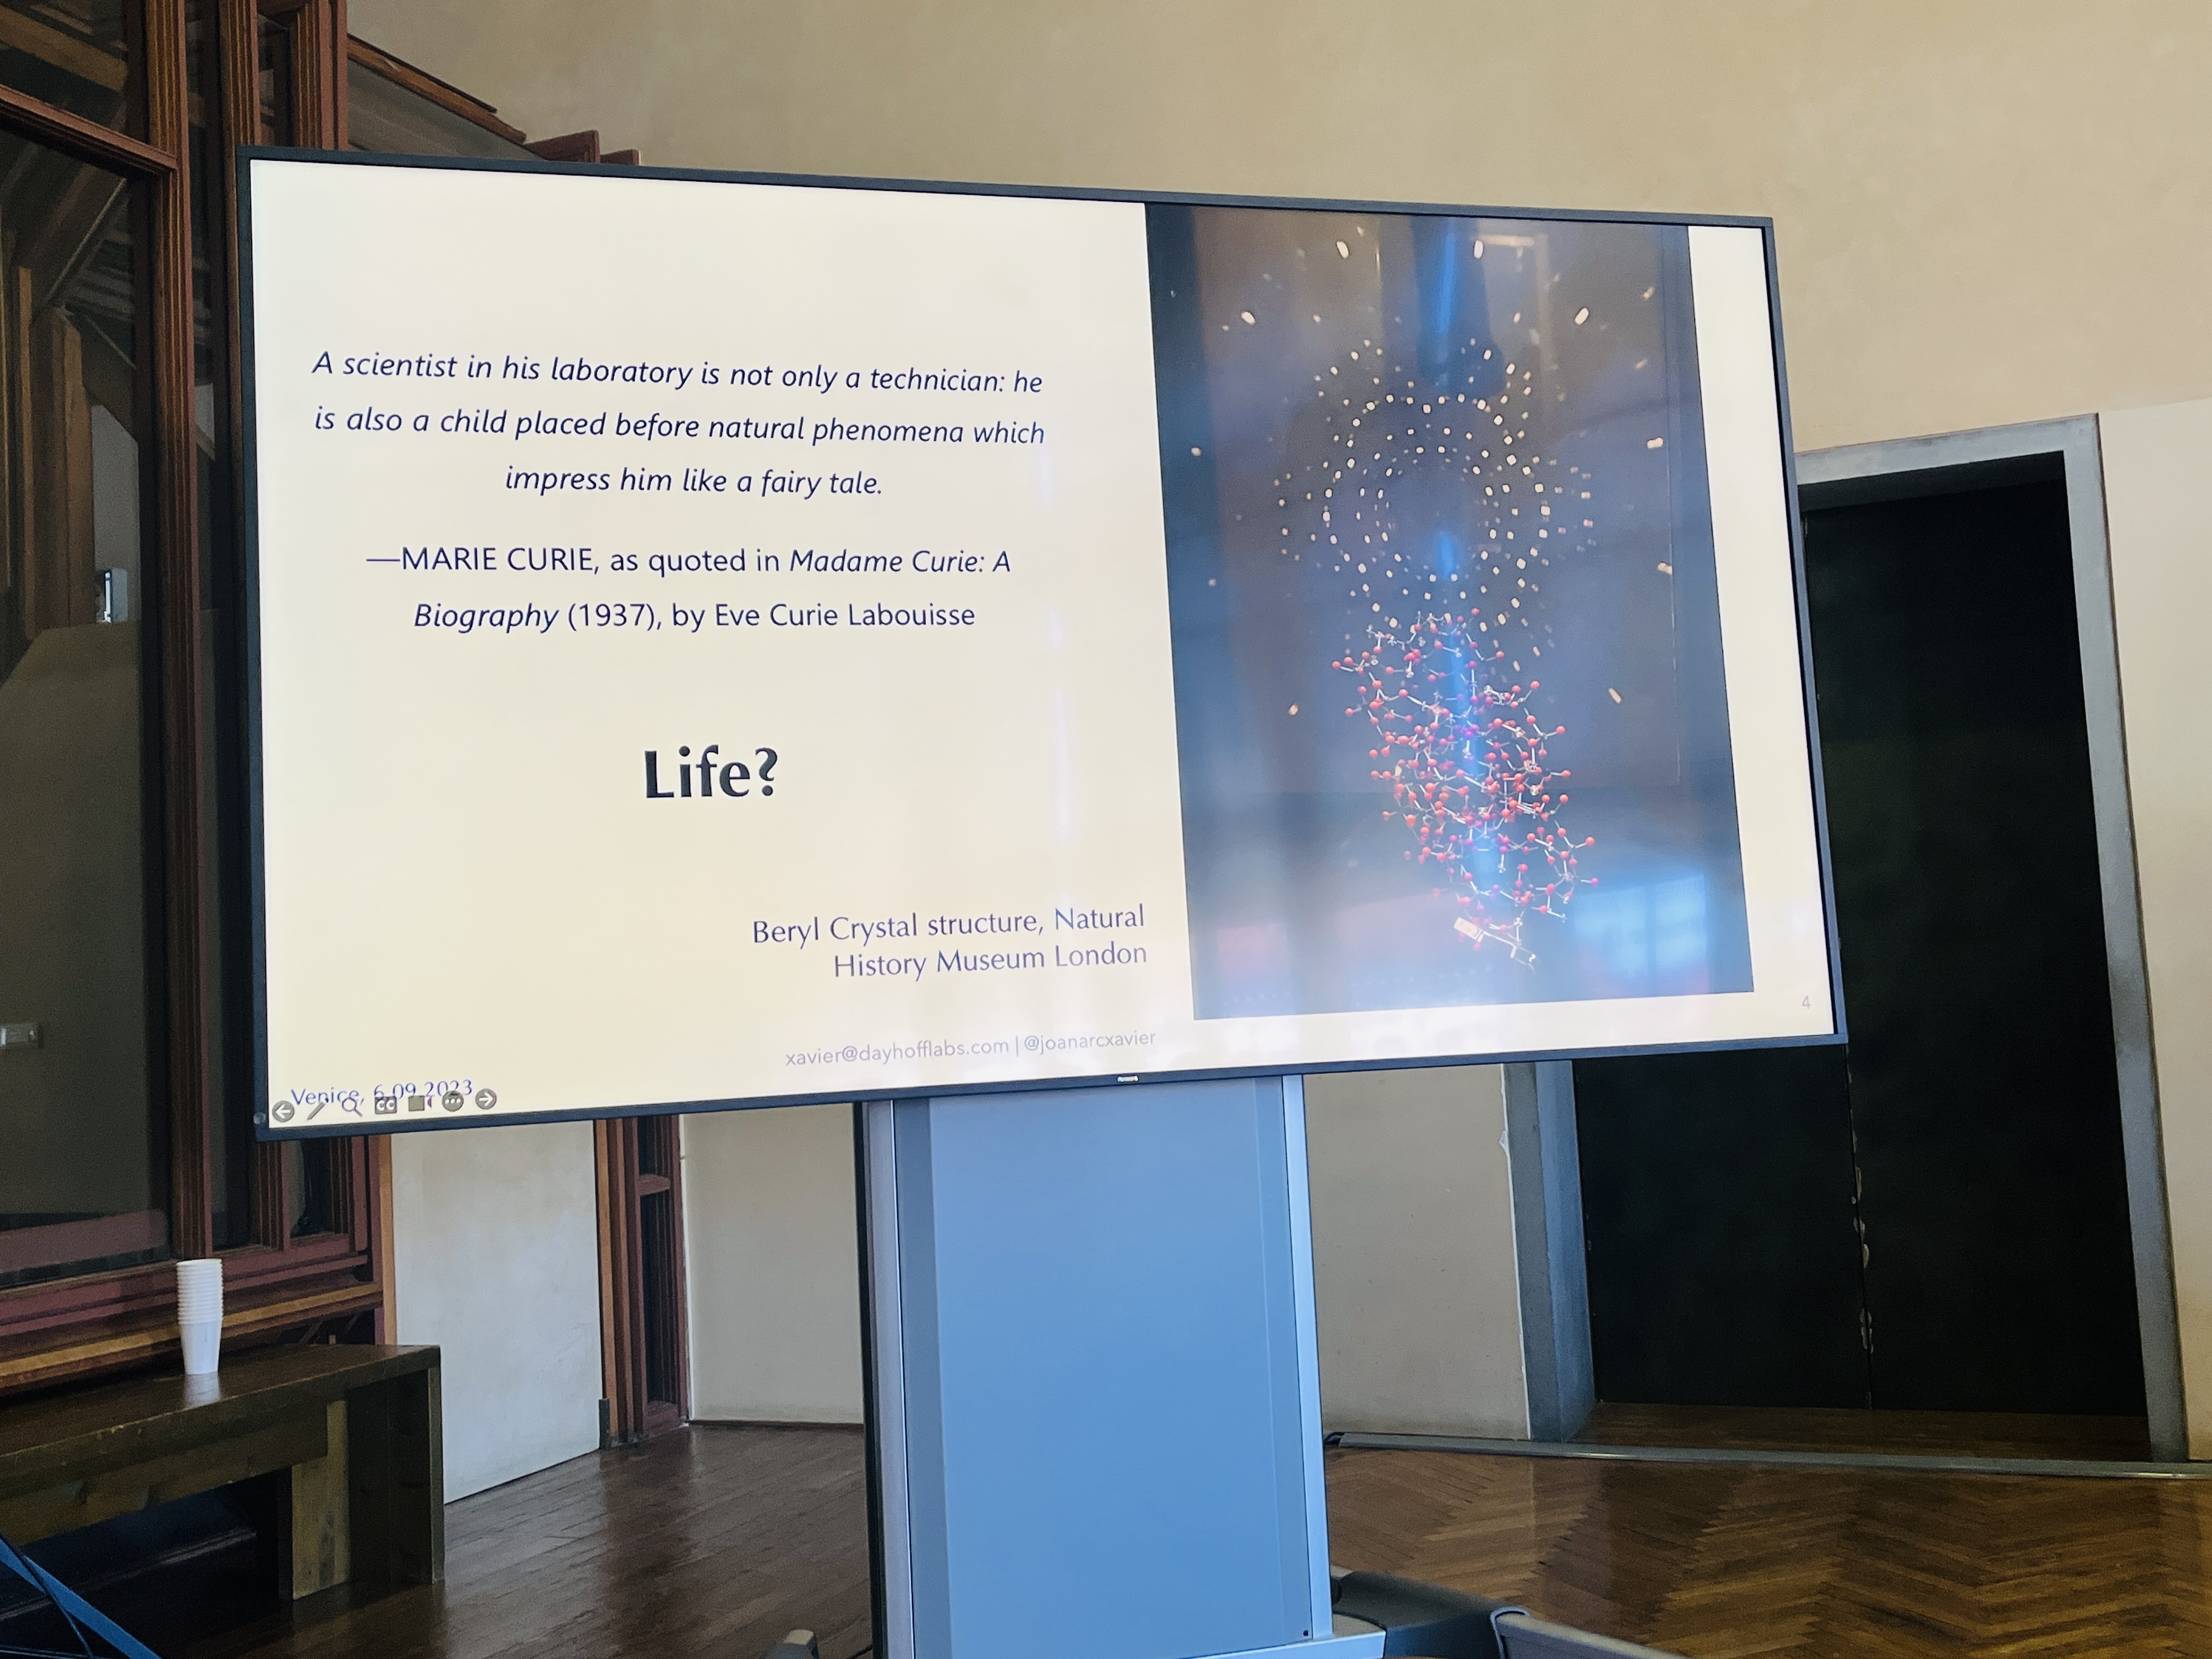 A scientist in his laboratory is not only a technician: he
is also a child placed before natural phenomena which
impress him like a fairy tale.
—MARIE CURIE, as quoted in Madame Curie: A
Biography (1937), by Eve Curie Labouisse
Life?
Beryl Crystal structure, Natural
History Museum London
4
xavier@dayhofflabs.com | @joanarcxavier
Venice, 6.09.2023
CC